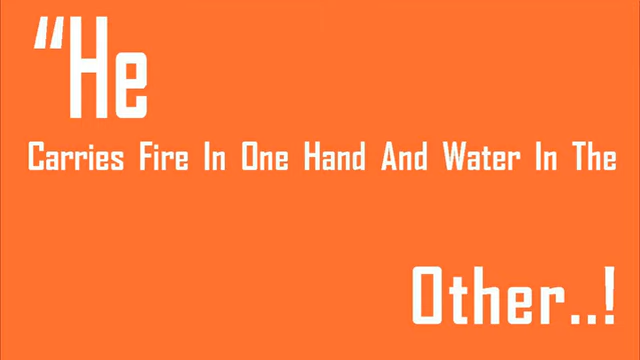 “He
Carries Fire In One Hand And Water In The
Other..!